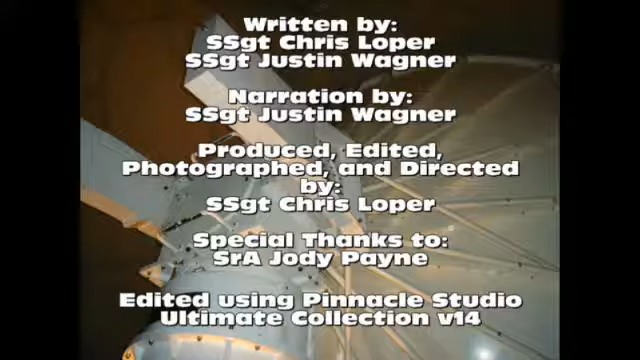 Written by:
SSgt Chris Loper
SSgt Justin Wagner
Narration by:
SSgt Justin Wagner
Produced, Edited,
Photographed, and Directed
by:
SSgt Chris Loper
Special Thanks to:
SrA Jody Payne
Edited using Pinnacle Studio
Ultimate Collection v14